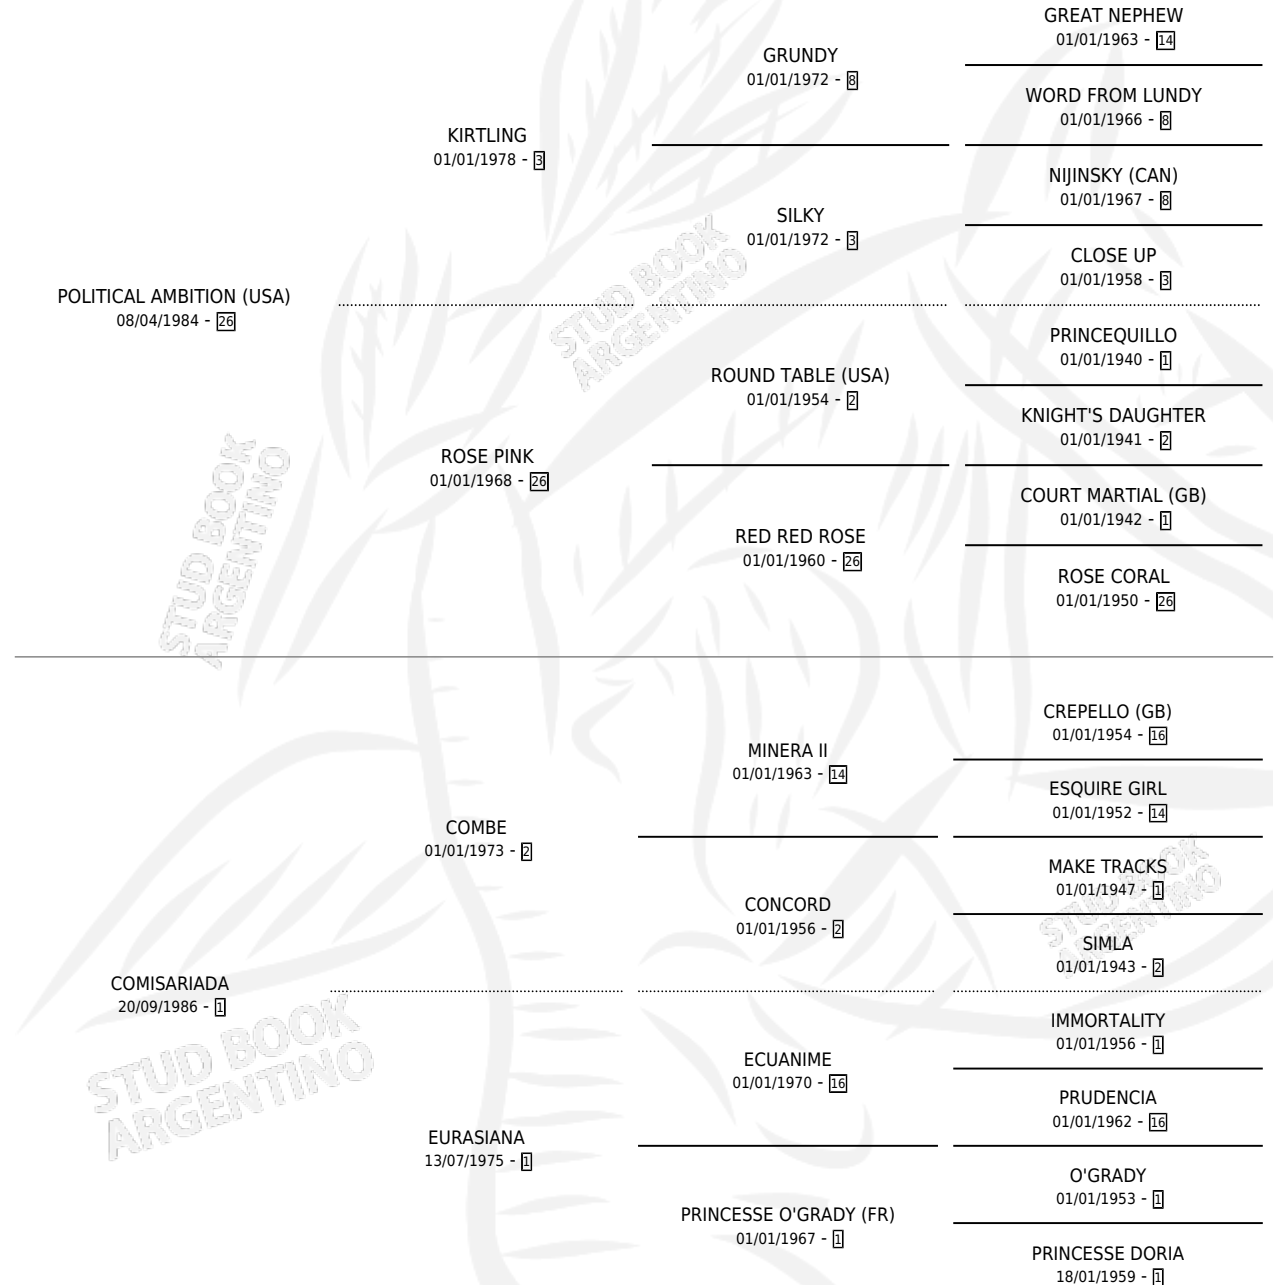 GREAT NEPHEW
01/01/1963 - 14
GRUNDY
01/01/1972 - 8
WORD FROM LUNDY
01/01/1966 - 8
KIRTLING
01/01/1978 - 3
NIJINSKY (CAN)
01/01/1967 - 8
SILKY
01/01/1972 - 3
CLOSE UP
01/01/1958 - 3
POLITICAL AMBITION (USA)
08/04/1984 - 26
PRINCEQUILLO
01/01/1940 - 1
ROUND TABLE (USA)
01/01/1954 - 2
KNIGHT'S DAUGHTER
01/01/1941 - 2
ROSE PINK
01/01/1968 - 26
COURT MARTIAL (GB)
01/01/1942 - 1
RED RED ROSE
01/01/1960 - 26
ROSE CORAL
01/01/1950 - 26
CREPELLO (GB)
01/01/1954 - 16
MINERA II
01/01/1963 - 14
ESQUIRE GIRL
01/01/1952 - 14
COMBE
01/01/1973 - 2
MAKE TRACKS
01/01/1947 - 1
CONCORD
01/01/1956 - 2
SIMLA
01/01/1943 - 2
COMISARIADA
20/09/1986 - 1
IMMORTALITY
01/01/1956 - 1
ECUANIME
01/01/1970 - 16
PRUDENCIA
01/01/1962 - 16
EURASIANA
13/07/1975 - 1
O'GRADY
01/01/1953 - 1
PRINCESSE O'GRADY (FR)
01/01/1967 - 1
PRINCESSE DORIA
18/01/1959 - 1
STUD BOOK
ARGENTINO
STUD BOOK
ARGENTINO
STUD BOOK
ARGENTINO
STUD BOOK
ARGENTINO